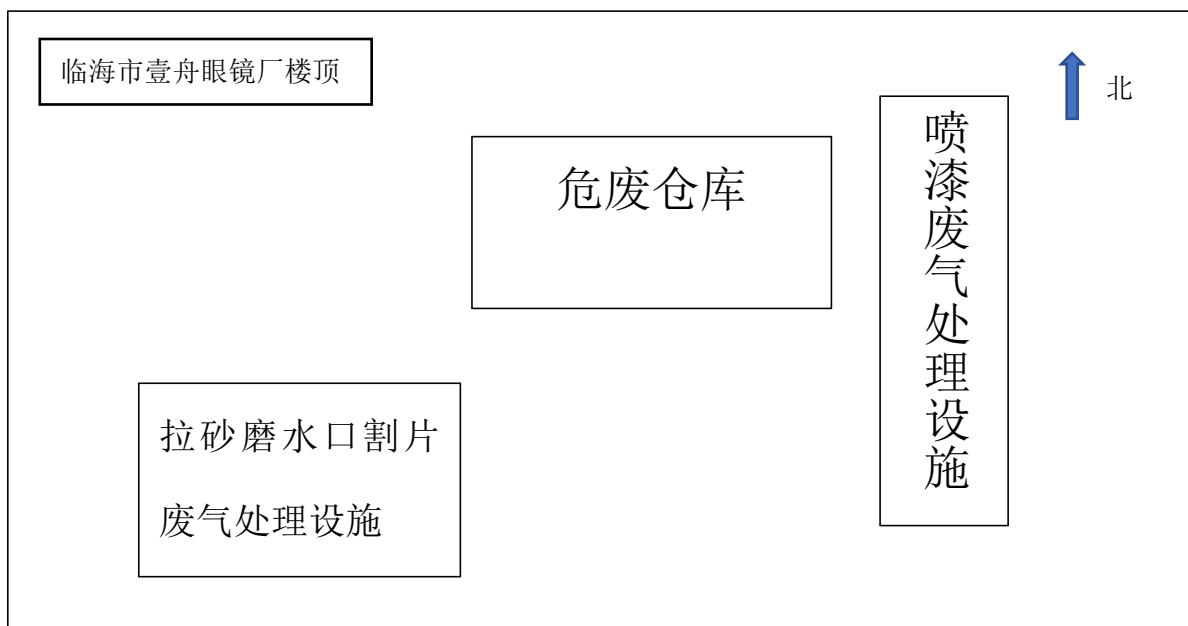 临海市壹舟眼镜厂楼顶
北
危废仓库
喷漆废气处理设施
拉砂磨水口割片
废气处理设施